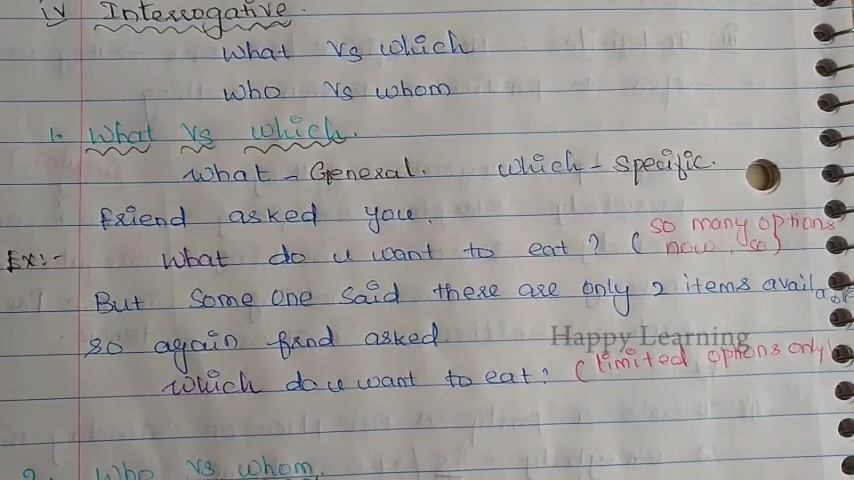 iv Interrogative.
What Vs which
Who Vs whom
1. What Vs which.
What - General. which - specific.
friend asked you.
Ex:- What do u want to eat? ( so many options
now, so)
But some one said there are only 2 items availab
so again frnd asked.
Happy Learning
which do u want to eat? (limited options only)
2. Who vs whom.